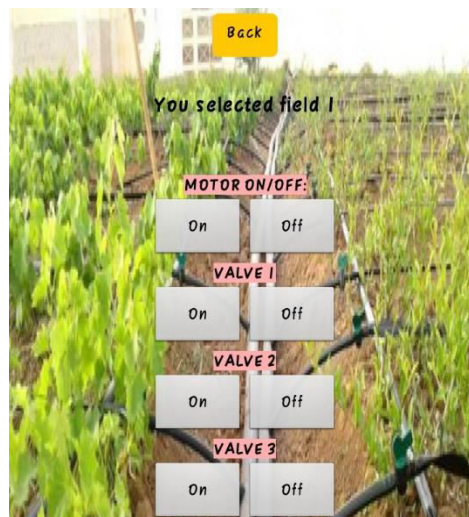 Back
You selected field 1
MOTOR ON/OFF:
On Off
VALVE 1
On Off
VALVE 2
On Off
VALVE 3
On Off